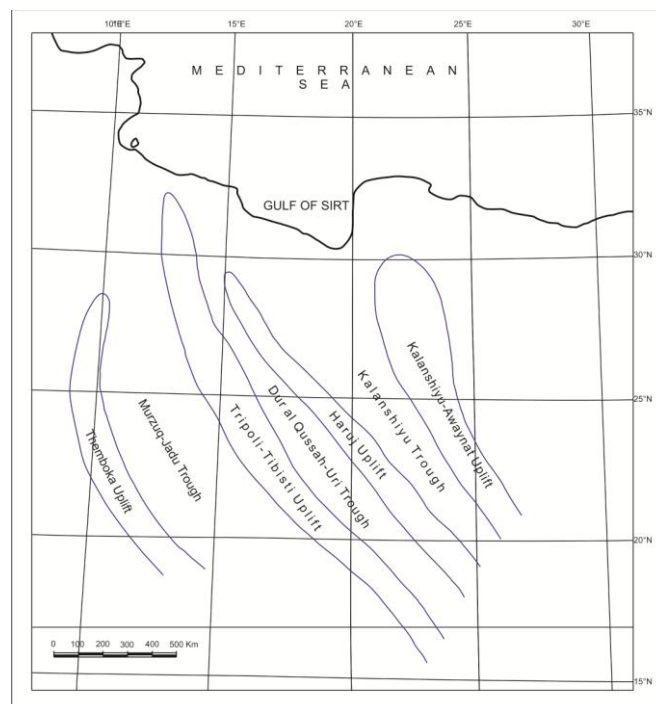 10°E 15°E 20°E 25°E 30°E
MEDITERRANEAN
SEA
35°N
GULF OF SIRT
30°N
Kalanshiyu-Awaynat Uplift
Kalanshiyu Trough
Haruj Uplift
Dur al Qussah-Uri Trough
Tripoli-Tibisti Uplift
Murzuq-Jadu Trough
Themboka Uplift
25°N
20°N
0 100 200 300 400 500 Km
15°N